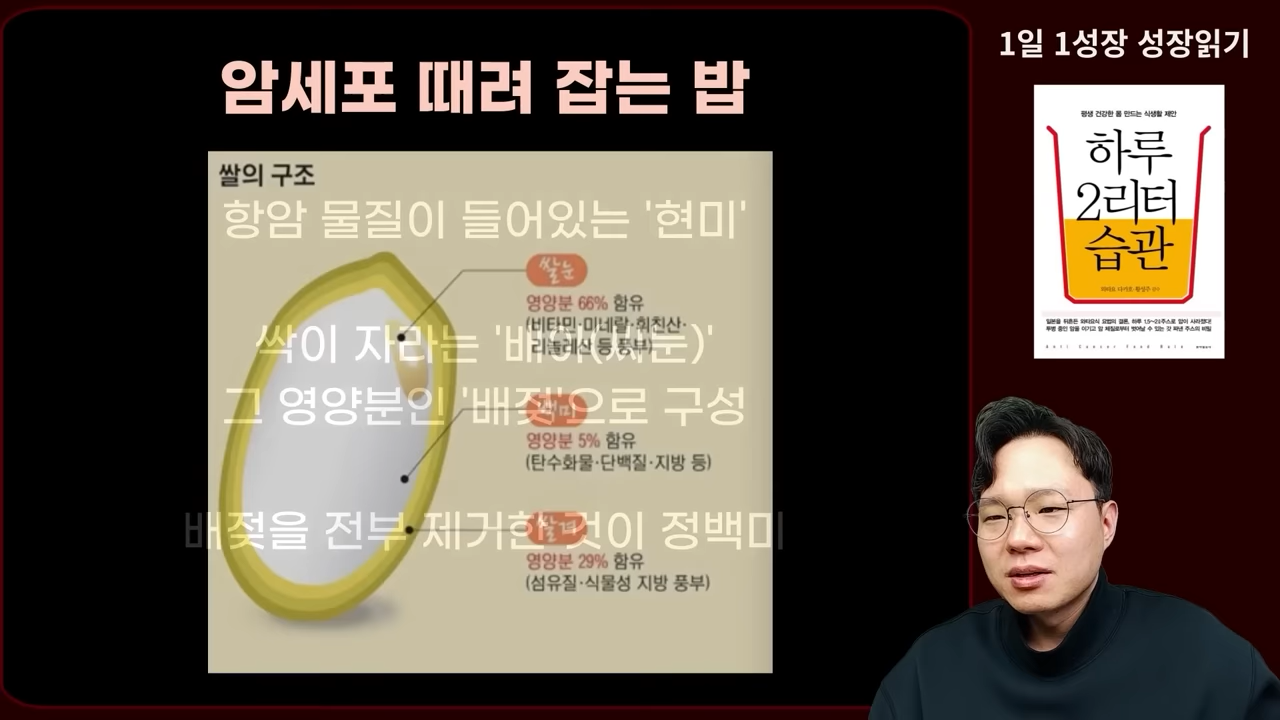 암세포 때려 잡는 밥
쌀의 구조
항암 물질이 들어있는 '현미'
쌀눈
영양분 66% 함유
(비타민·미네랄·희친산·
리놀레산 등 풍부)
싹이 자라는 '배아(씨눈)'
그 영양분인 '배젖'으로 구성
백미
영양분 5% 함유
(탄수화물·단백질·지방 등)
배젖을 전부 제거한 것이 정백미
쌀겨
영양분 29% 함유
(섬유질·식물성 지방 풍부)
1일 1성장 성장읽기
평생 건강한 몸 만드는 식생활 제안
하루
2리터
습관